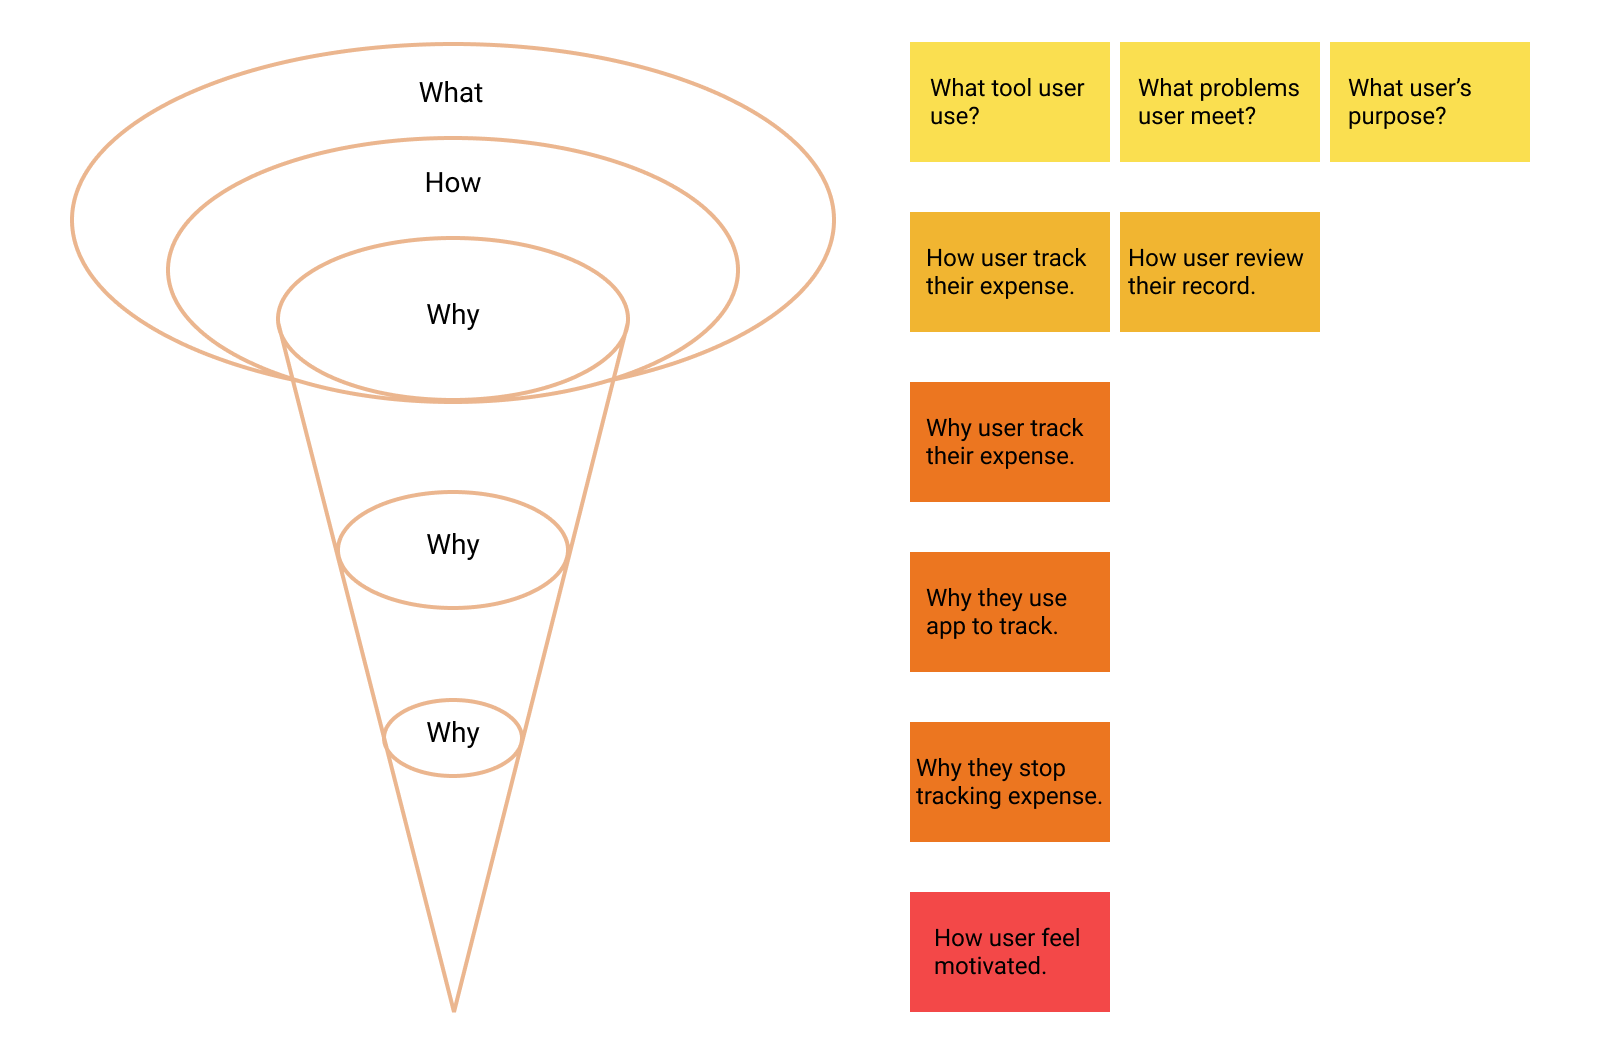 What
How
Why
Why
Why
What tool user
use?
What problems
user meet?
What user’s
purpose?
How user track
their expense.
How user review
their record.
Why user track
their expense.
Why they use
app to track.
Why they stop
tracking expense.
How user feel
motivated.